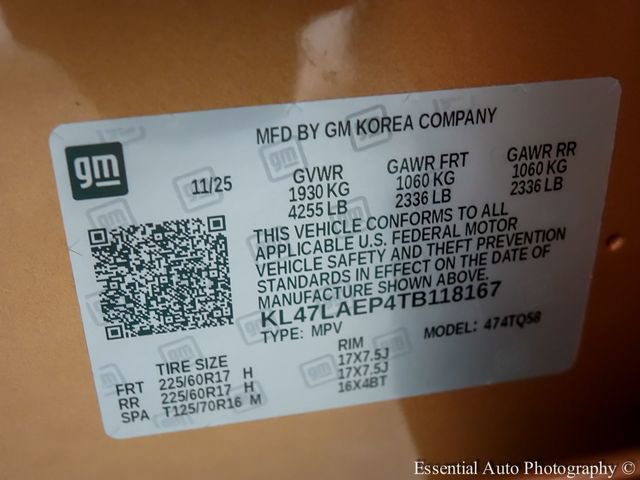 MFD BY GM KOREA COMPANY
gm
11/25
GVWR
1930 KG
4255 LB
GAWR FRT
1060 KG
2336 LB
GAWR RR
1060 KG
2336 LB
THIS VEHICLE CONFORMS TO ALL
APPLICABLE U.S. FEDERAL MOTOR
VEHICLE SAFETY AND THEFT PREVENTION
STANDARDS IN EFFECT ON THE DATE OF
MANUFACTURE SHOWN ABOVE.
KL47LAEP4TB118167
TYPE: MPV MODEL: 474TQ58
TIRE SIZE RIM
FRT 225/60R17 H 17X7.5J
RR 225/60R17 H 17X7.5J
SPA T125/70R16 M 16X4BT
Essential Auto Photography ©